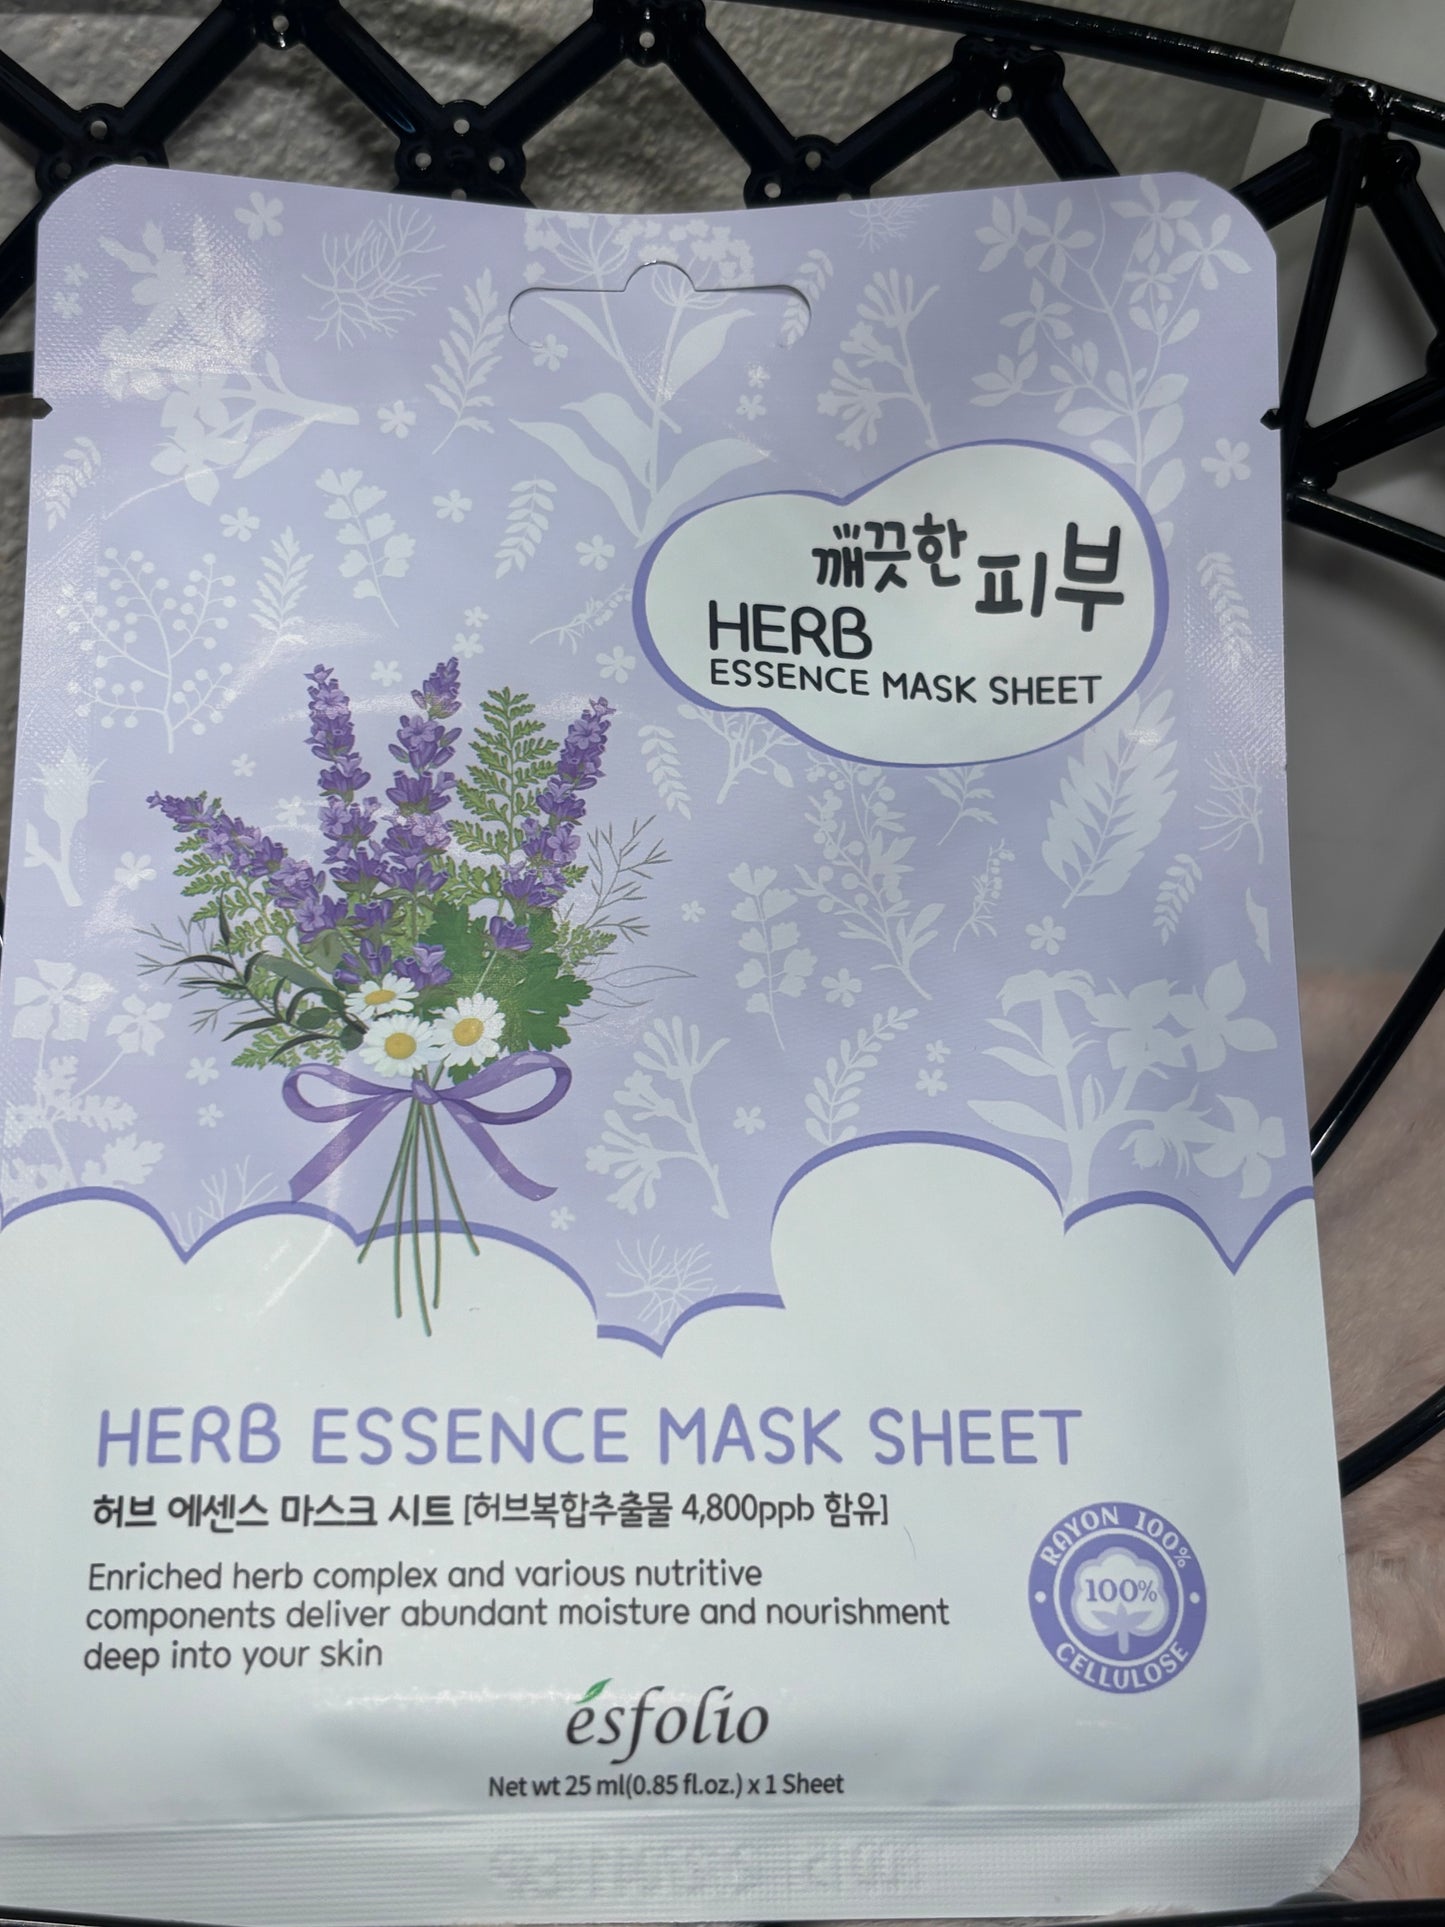 깨끗한 피부
HERB
ESSENCE MASK SHEET
HERB ESSENCE MASK SHEET
허브 에센스 마스크 시트 [허브복합추출물 4,800ppb 함유]
Enriched herb complex and various nutritive
components deliver abundant moisture and nourishment
deep into your skin
RAYON 100%
100%
CELLULOSE
ésfolio
Net wt 25 ml(0.85 fl.oz.) x 1 Sheet